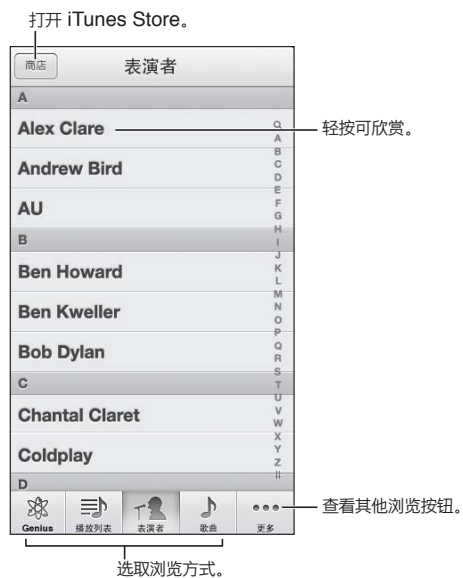 打开 iTunes Store。
商店
表演者
A
Alex Clare
轻按可欣赏。
Andrew Bird
AU
B
Ben Howard
Ben Kweller
Bob Dylan
C
Chantal Claret
Coldplay
D
Q
A
B
C
D
E
F
G
H
I
J
K
L
M
N
O
P
Q
R
S
T
U
V
W
X
Y
Z
#
Genius
播放列表
表演者
歌曲
更多
查看其他浏览按钮。
选取浏览方式。